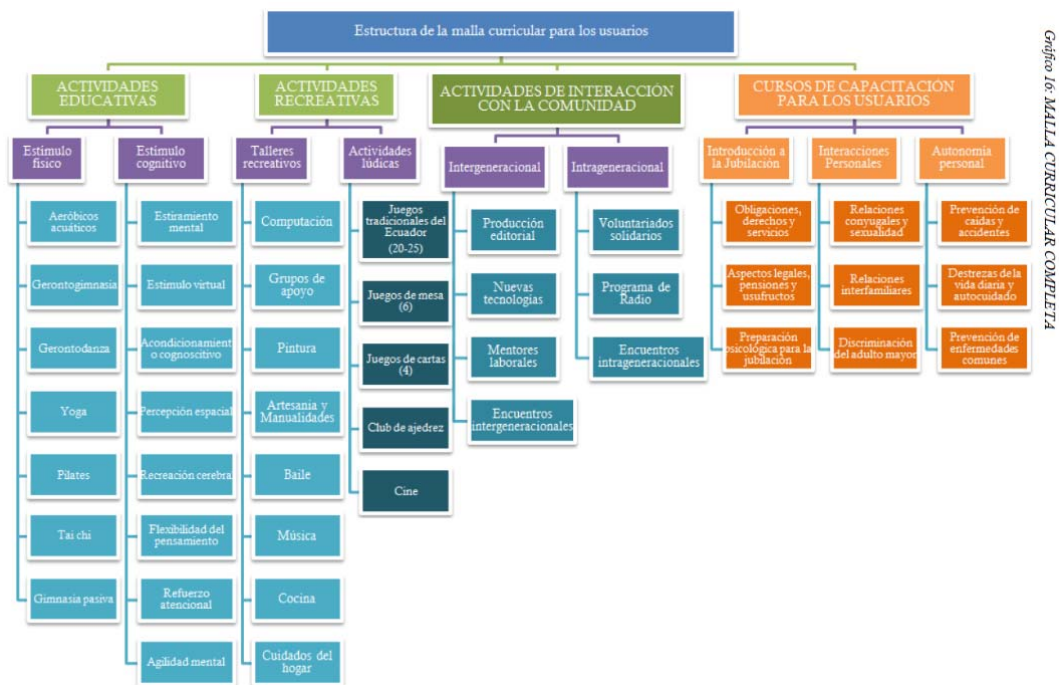 Estructura de la malla curricular para los usuarios
ACTIVIDADES
EDUCATIVAS
Estímulo
físico
Aeróbicos
acuáticos
Gerontogimnasia
Gerontodanza
Yoga
Pilates
Tai chi
Gimnasia pasiva
Estímulo
cognitivo
Estiramiento
mental
Estímulo virtual
Acondicionamient
o cognoscitivo
Percepción espacial
Recreación cerebral
Flexibilidad del
pensamiento
Refuerzo
atencional
Agilidad mental
ACTIVIDADES
RECREATIVAS
Talleres
recreativos
Computación
Grupos de
apoyo
Pintura
Artesania y
Manualidades
Baile
Música
Cocina
Cuidados del
hogar
Actividades
lúdicas
Juegos
tradicionales del
Ecuador
(20-25)
Juegos de mesa
(6)
Juegos de cartas
(4)
Club de ajedrez
Cine
ACTIVIDADES DE INTERACCIÓN
CON LA COMUNIDAD
Intergeneracional
Producción
editorial
Nuevas
tecnologías
Mentores
laborales
Encuentros
intergeneracionales
Intrageneracional
Voluntariados
solidarios
Programa de
Radio
Encuentros
intrageneracionales
CURSOS DE CAPACITACIÓN
PARA LOS USUARIOS
Introducción a
la Jubilación
Obligaciones,
derechos y
servicios
Aspectos legales,
pensiones y
usufructos
Preparación
psicológica para la
jubilación
Interacciones
Personales
Relaciones
conyugales y
sexualidad
Relaciones
interfamiliares
Discriminación
del adulto mayor
Autonomía
personal
Prevención de
caídas y
accidentes
Destrezas de la
vida diaria y
autocuidado
Prevención de
enfermedades
comunes
Gráfico 16: MALLA CURRICULAR COMPLETA